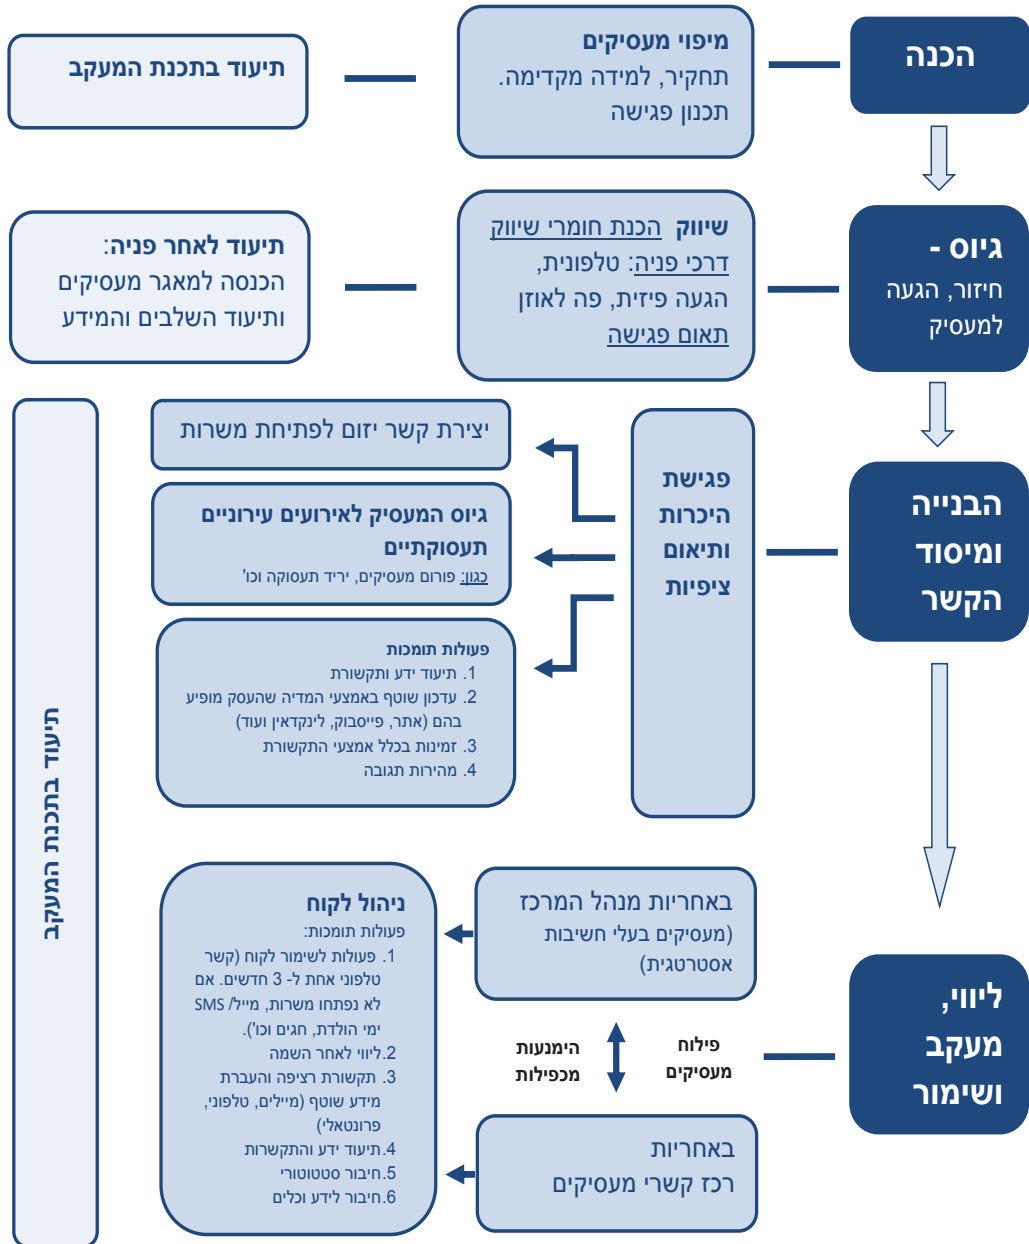 הכנה
מיפוי מעסיקים
תחקיר, למידה מקדימה.
תכנון פגישה
תיעוד בתכנת המעקב
גיוס -
חיזור, הגעה
למעסיק
שיווק הכנת חומרי שיווק
דרכי פניה: טלפונית,
הגעה פיזית, פה לאוזן
תאום פגישה
תיעוד לאחר פניה:
הכנסה למאגר מעסיקים
ותיעוד השלבים והמידע
הבנייה
ומיסוד
הקשר
פגישת
היכרות
ותיאום
ציפיות
יצירת קשר יזום לפתיחת משרות
גיוס המעסיק לאירועים עירוניים
תעסוקתיים
כגון: פורום מעסיקים, יריד תעסוקה וכו'
פעולות תומכות
1. תיעוד ידע ותקשורת
2. עדכון שוטף באמצעי המדיה שהעסק מופיע
בהם (אתר, פייסבוק, לינקדאין ועוד)
3. זמינות בכלל אמצעי התקשורת
4. מהירות תגובה
תיעוד בתכנת המעקב
ליווי,
מעקב
ושימור
באחריות מנהל המרכז
(מעסיקים בעלי חשיבות
אסטרטגית)
פילוח
מעסיקים
הימנעות
מכפילות
באחריות
רכז קשרי מעסיקים
ניהול לקוח
פעולות תומכות:
1. פעולות לשימור לקוח (קשר
טלפוני אחת ל- 3 חדשים. אם
לא נפתחו משרות, מייל/ SMS
ימי הולדת, חגים וכו').
2.ליווי לאחר השמה
3. תקשורת רציפה והעברת
מידע שוטף (מיילים, טלפוני,
פרונטאלי)
4.תיעוד ידע והתקשרות
5.חיבור סטטוטורי
6.חיבור לידע וכלים